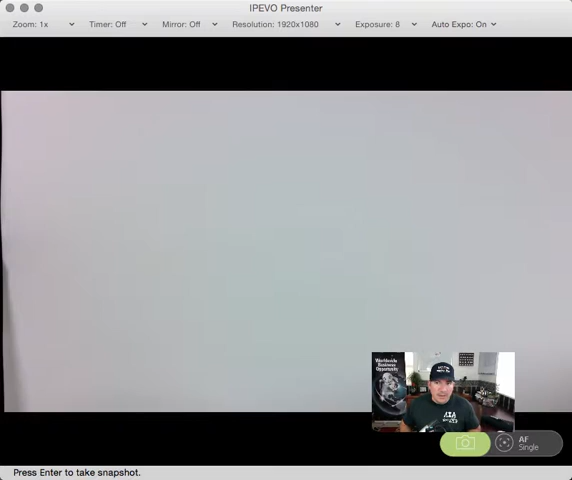 IPEVO Presenter
Zoom: 1x Timer: Off Mirror: Off Resolution: 1920x1080 Exposure: 8 Auto Expo: On
Worldwide
Business
Opportunity
AF
Single
Press Enter to take snapshot.